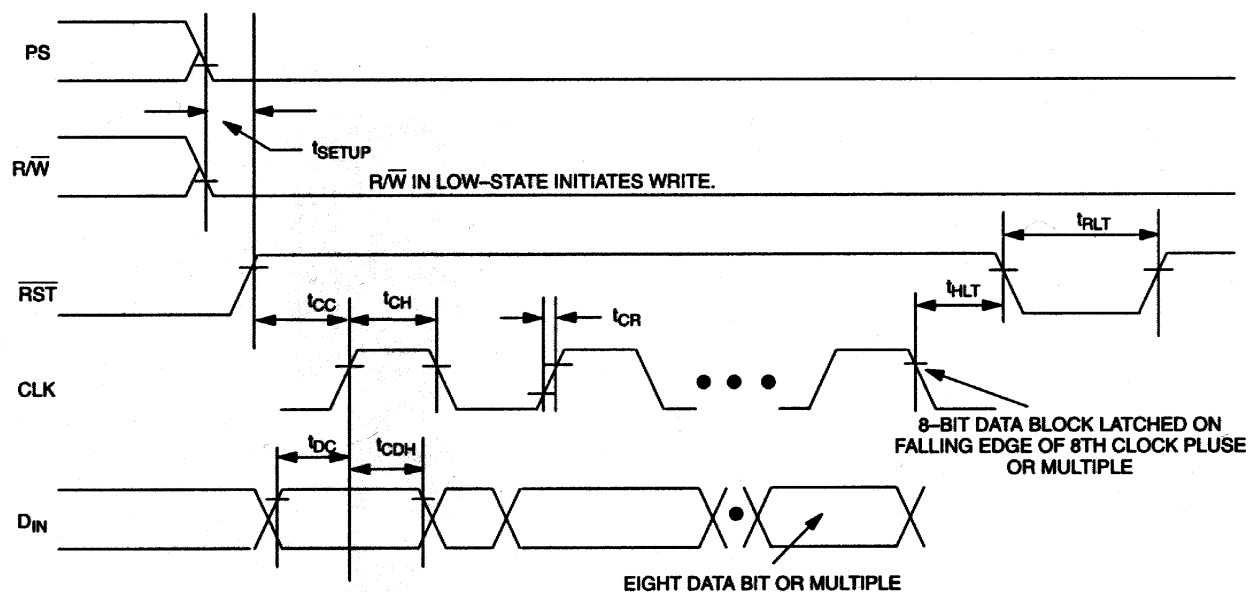 PS
tSETUP
R/W̅
R/W̅ IN LOW–STATE INITIATES WRITE.
tRLT
R̅S̅T̅
tCC
tCH
tCR
tHLT
CLK
8–BIT DATA BLOCK LATCHED ON
FALLING EDGE OF 8TH CLOCK PLUSE
OR MULTIPLE
tDC
tCDH
DIN
EIGHT DATA BIT OR MULTIPLE